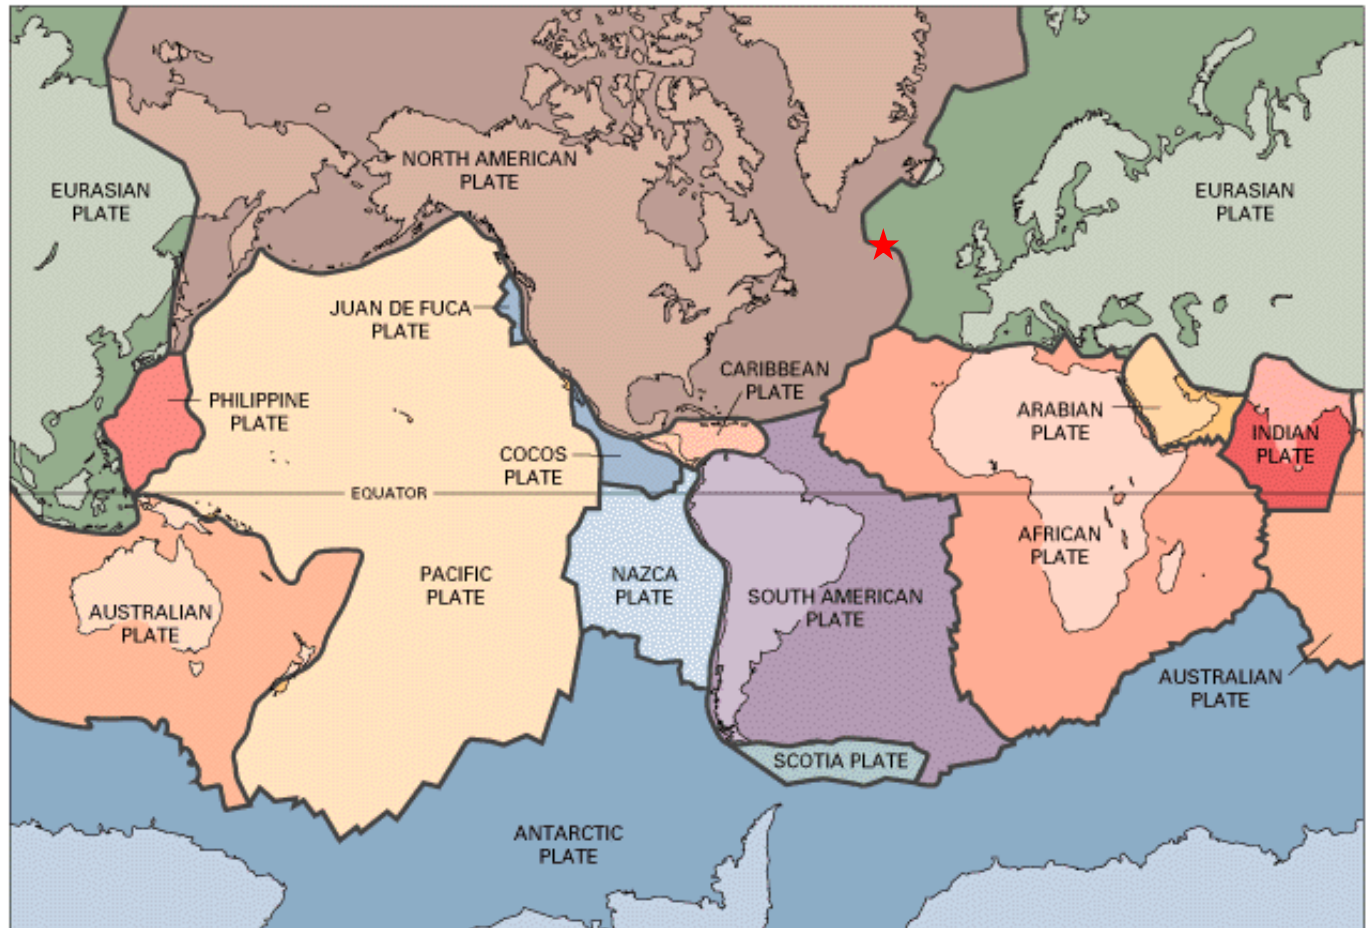 NORTH AMERICAN
PLATE
EURASIAN
PLATE
EURASIAN
PLATE
JUAN DE FUCA
PLATE
CARIBBEAN
PLATE
PHILIPPINE
PLATE
ARABIAN
PLATE
INDIAN
PLATE
COCOS
PLATE
EQUATOR
AFRICAN
PLATE
PACIFIC
PLATE
NAZCA
PLATE
SOUTH AMERICAN
PLATE
AUSTRALIAN
PLATE
AUSTRALIAN
PLATE
SCOTIA PLATE
ANTARCTIC
PLATE